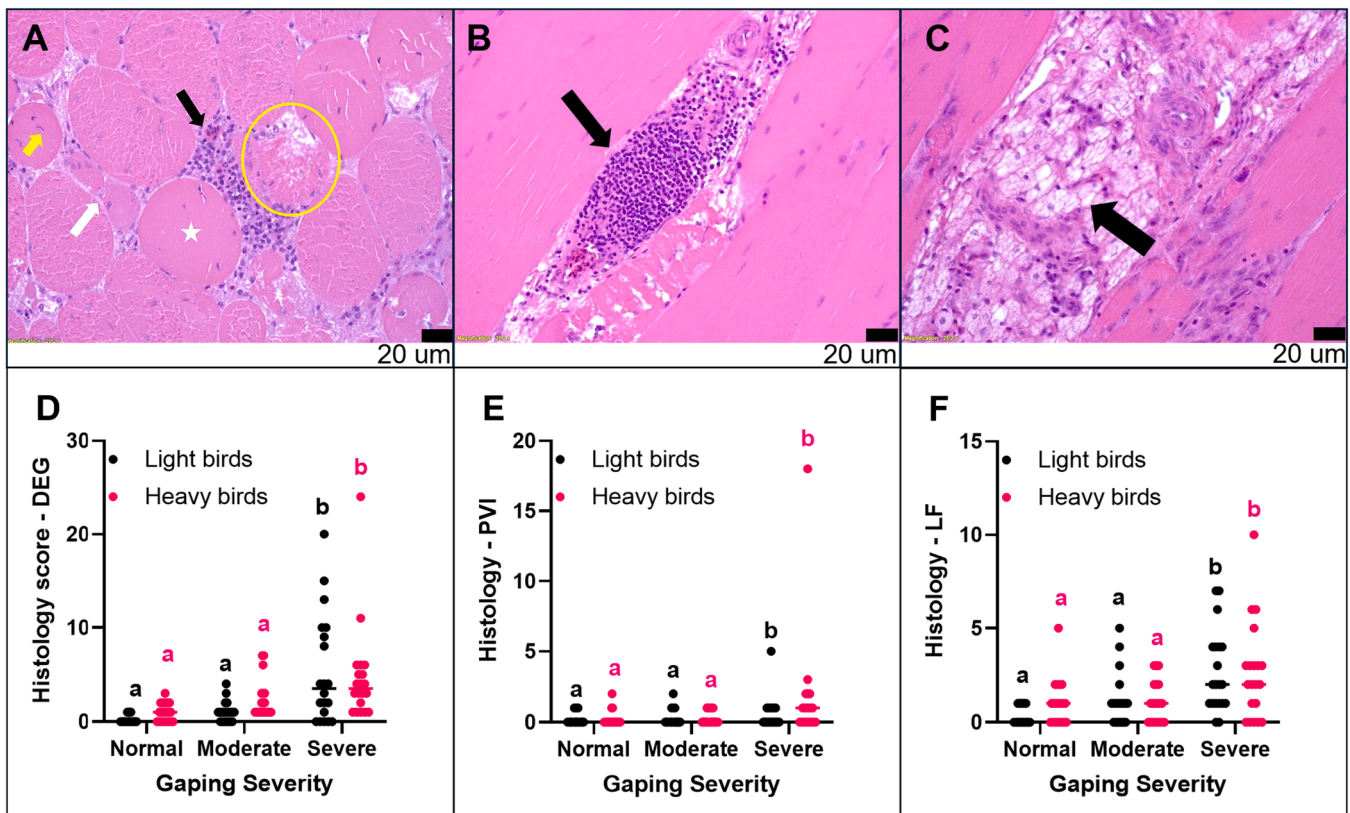 A
B
C
20 um
20 um
20 um
D
Histology score - DEG
30
20
10
0
Light birds
Heavy birds
a
a
a
a
b
b
Normal
Moderate
Severe
Gaping Severity
E
Histology - PVI
20
15
10
5
0
Light birds
Heavy birds
a
a
a
a
b
b
Normal
Moderate
Severe
Gaping Severity
F
Histology - LF
15
10
5
0
Light birds
Heavy birds
a
a
a
a
b
b
Normal
Moderate
Severe
Gaping Severity